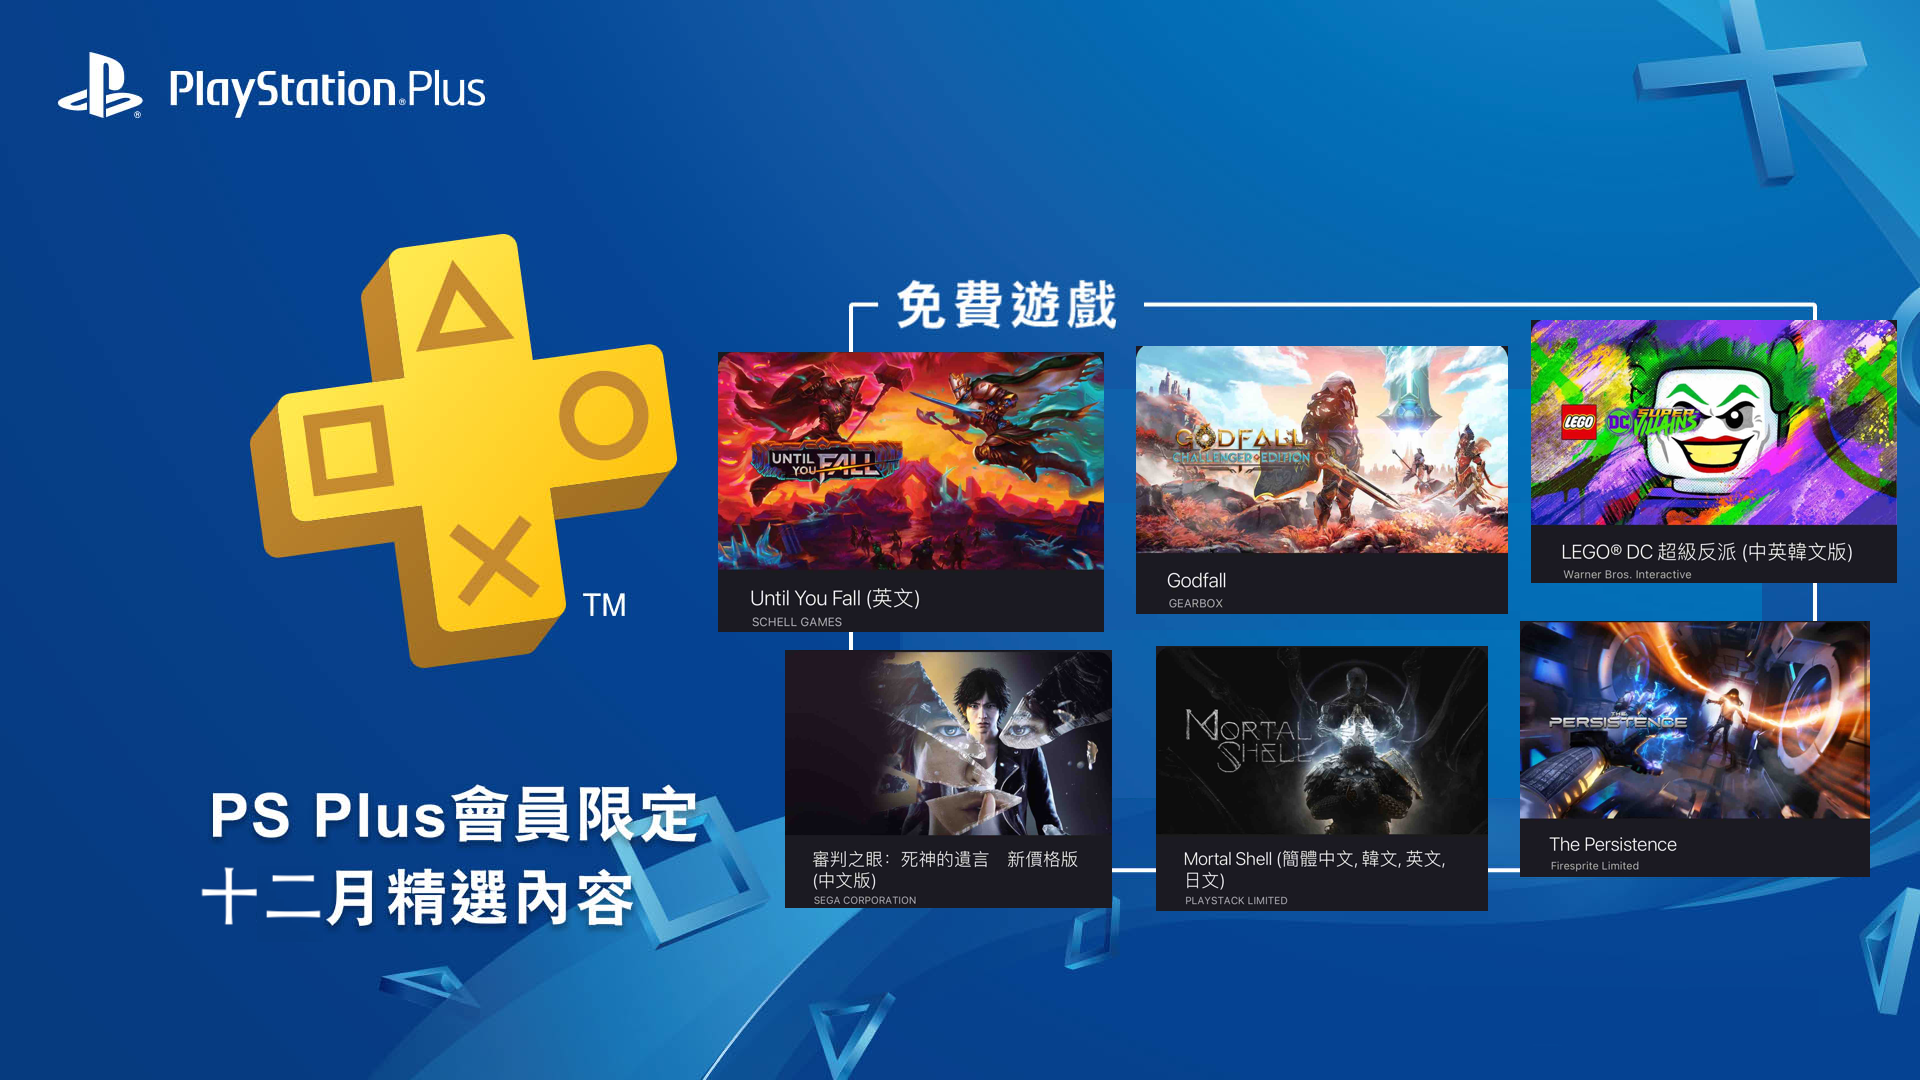 PlayStation®Plus
免費遊戲
UNTIL
YOU FALL
Until You Fall (英文)
SCHELL GAMES
GODFALL
CHALLENGER EDITION
Godfall
GEARBOX
LEGO DC SUPER
VILLAINS
LEGO® DC 超級反派 (中英韓文版)
Warner Bros. Interactive
TM
審判之眼：死神的遺言　新價格版
(中文版)
SEGA CORPORATION
MORTAL
SHELL
Mortal Shell (簡體中文, 韓文, 英文,
日文)
PLAYSTACK LIMITED
THE
PERSISTENCE
The Persistence
Firesprite Limited
PS Plus會員限定
十二月精選內容